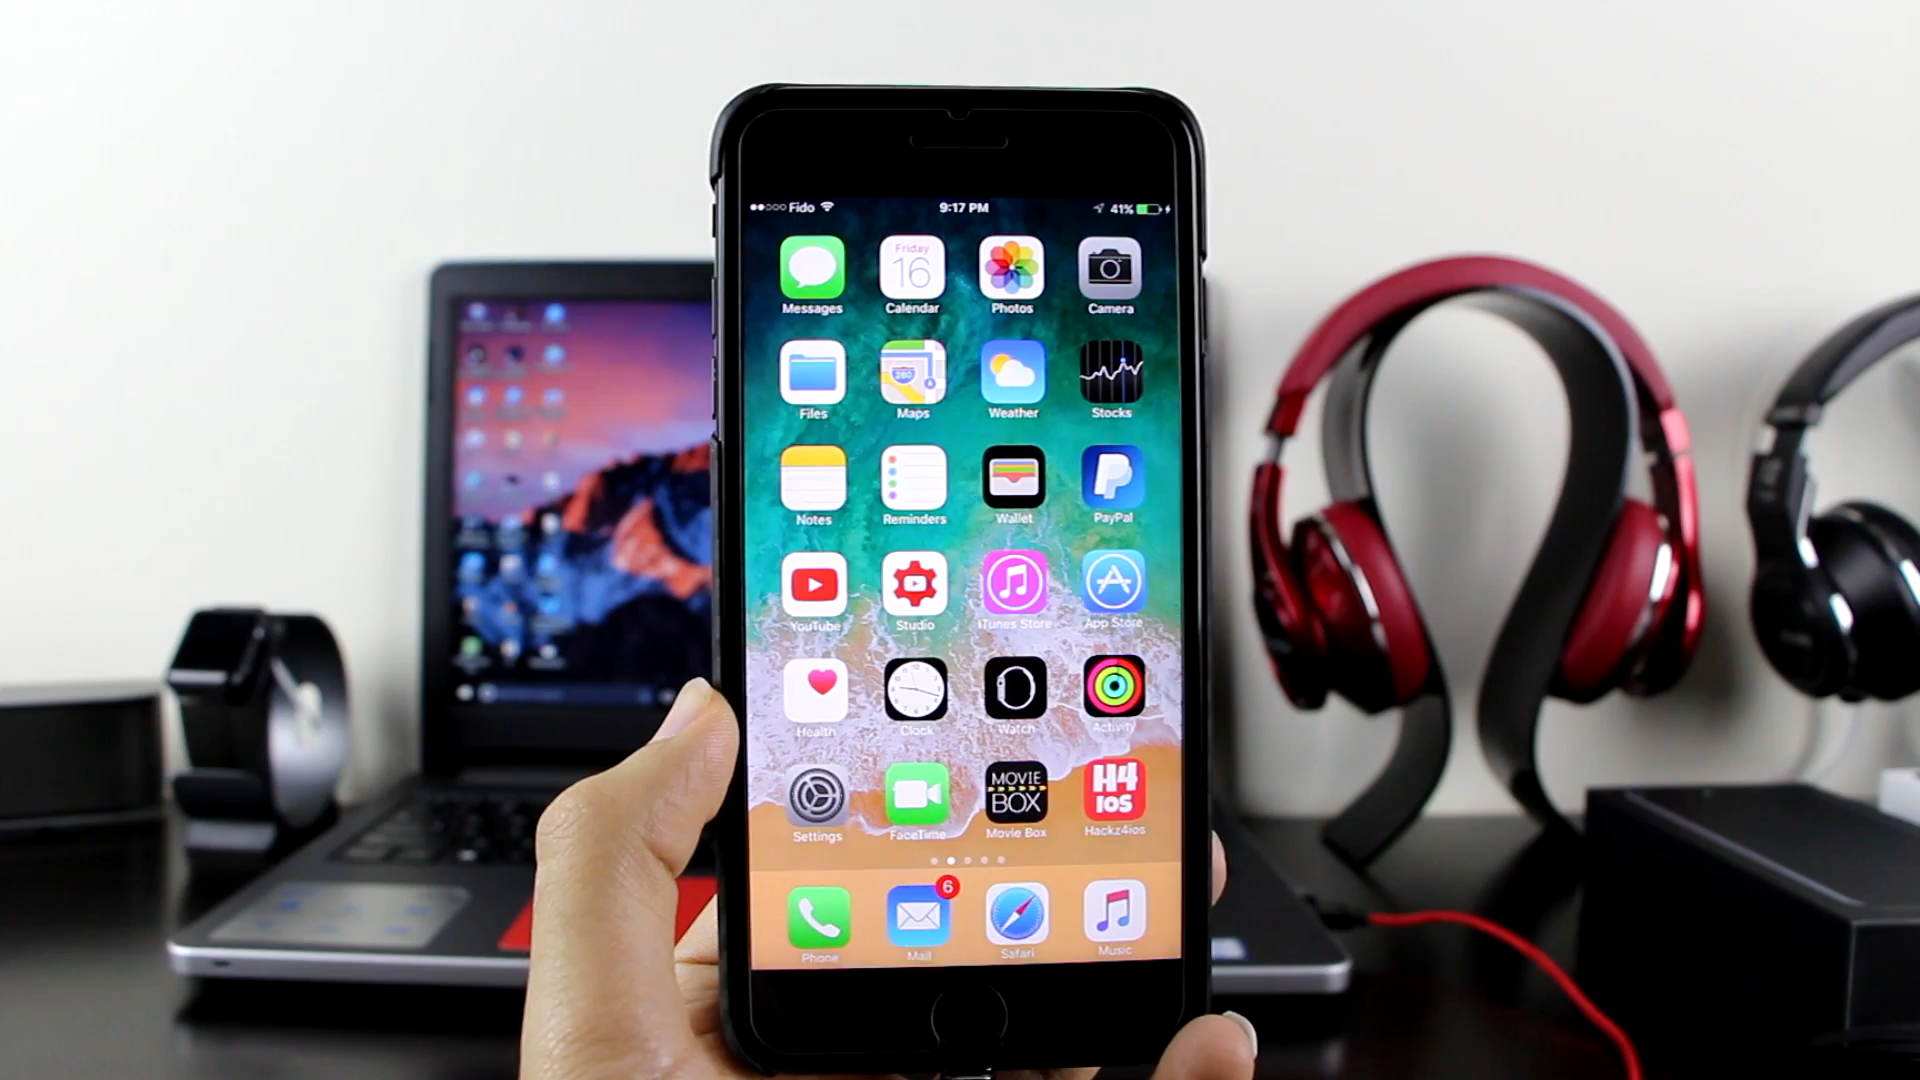 Fido 9:17 PM 41%
Friday
16
Messages Calendar Photos Camera
280
Files Maps Weather Stocks
Notes Reminders Wallet PayPal
YouTube Studio iTunes Store App Store
Health Clock Watch Activity
MOVIE
BOX
H4
IOS
Settings FaceTime Movie Box Hackz4ios
6
Phone Mail Safari Music